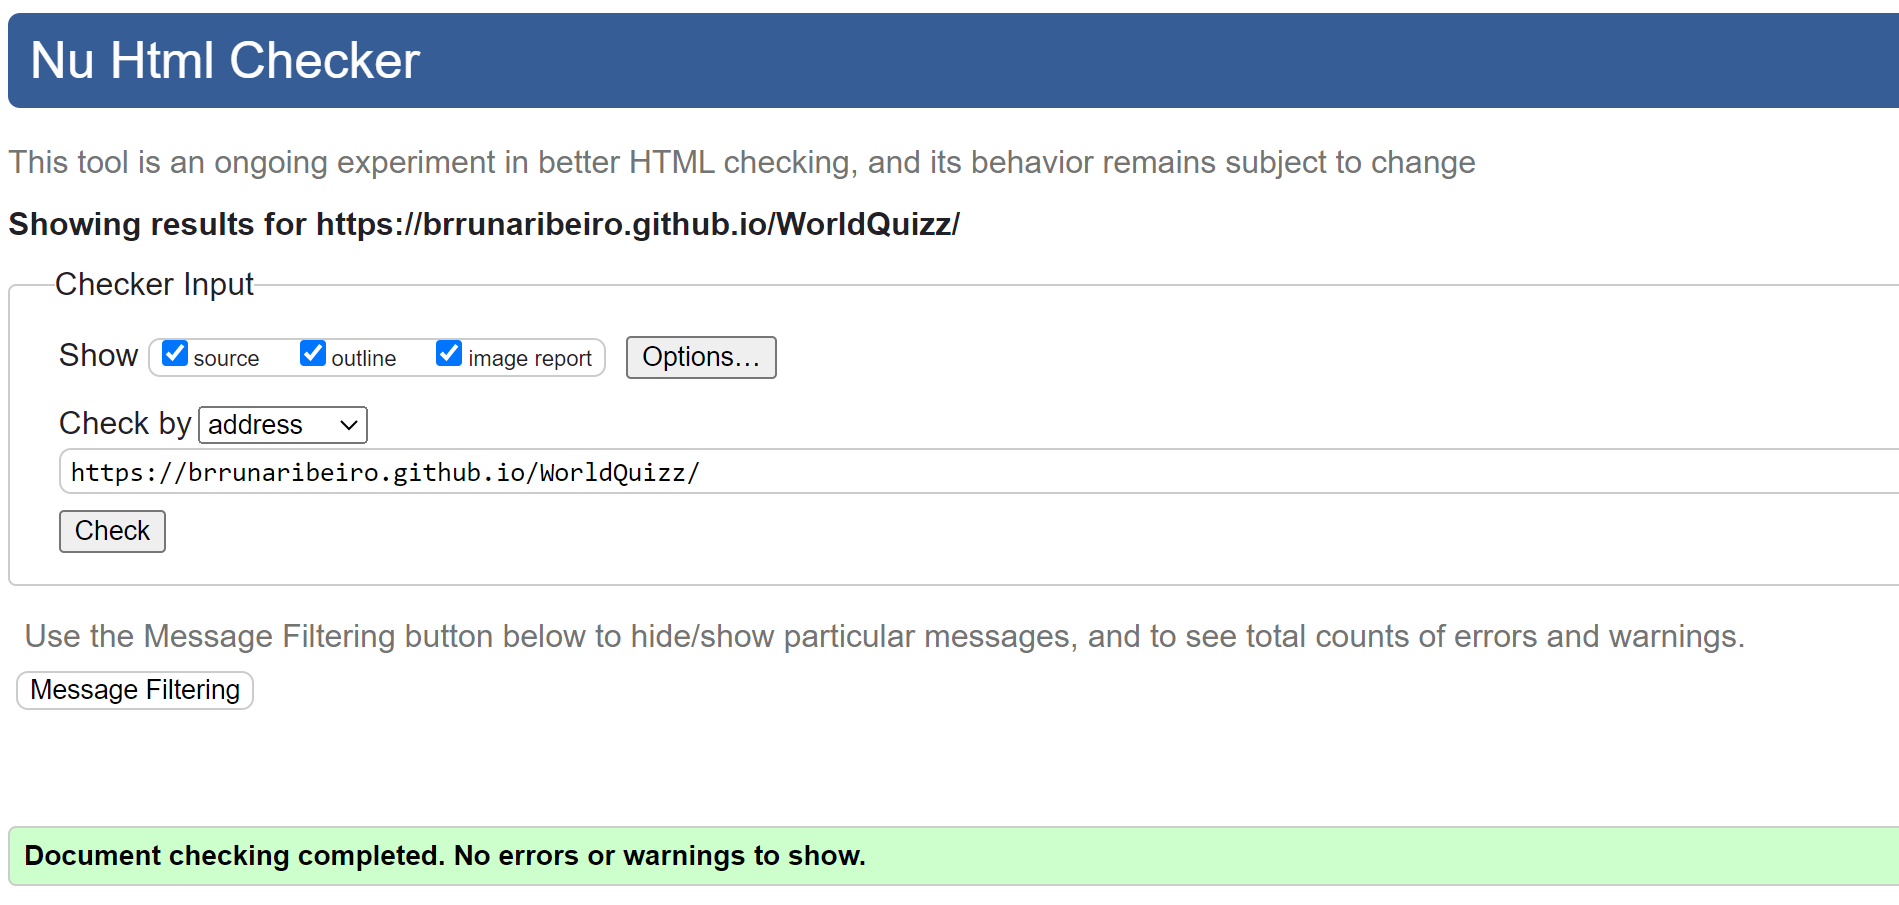 Nu Html Checker
This tool is an ongoing experiment in better HTML checking, and its behavior remains subject to change
Showing results for https://brrunaribeiro.github.io/WorldQuizz/
Checker Input
Show source outline image report Options...
Check by address
https://brrunaribeiro.github.io/WorldQuizz/
Check
Use the Message Filtering button below to hide/show particular messages, and to see total counts of errors and warnings.
Message Filtering
Document checking completed. No errors or warnings to show.